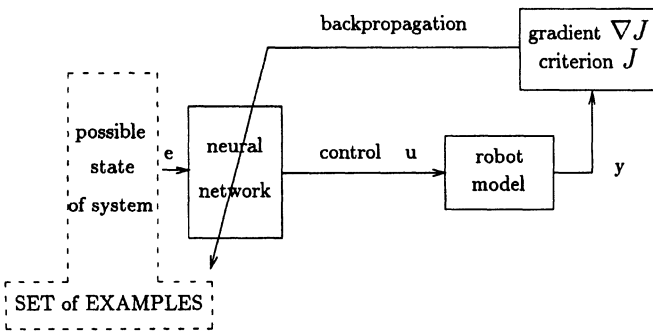 backpropagation
gradient ∇J
criterion J
possible
state
of system
e
neural
network
control u
robot
model
y
SET of EXAMPLES